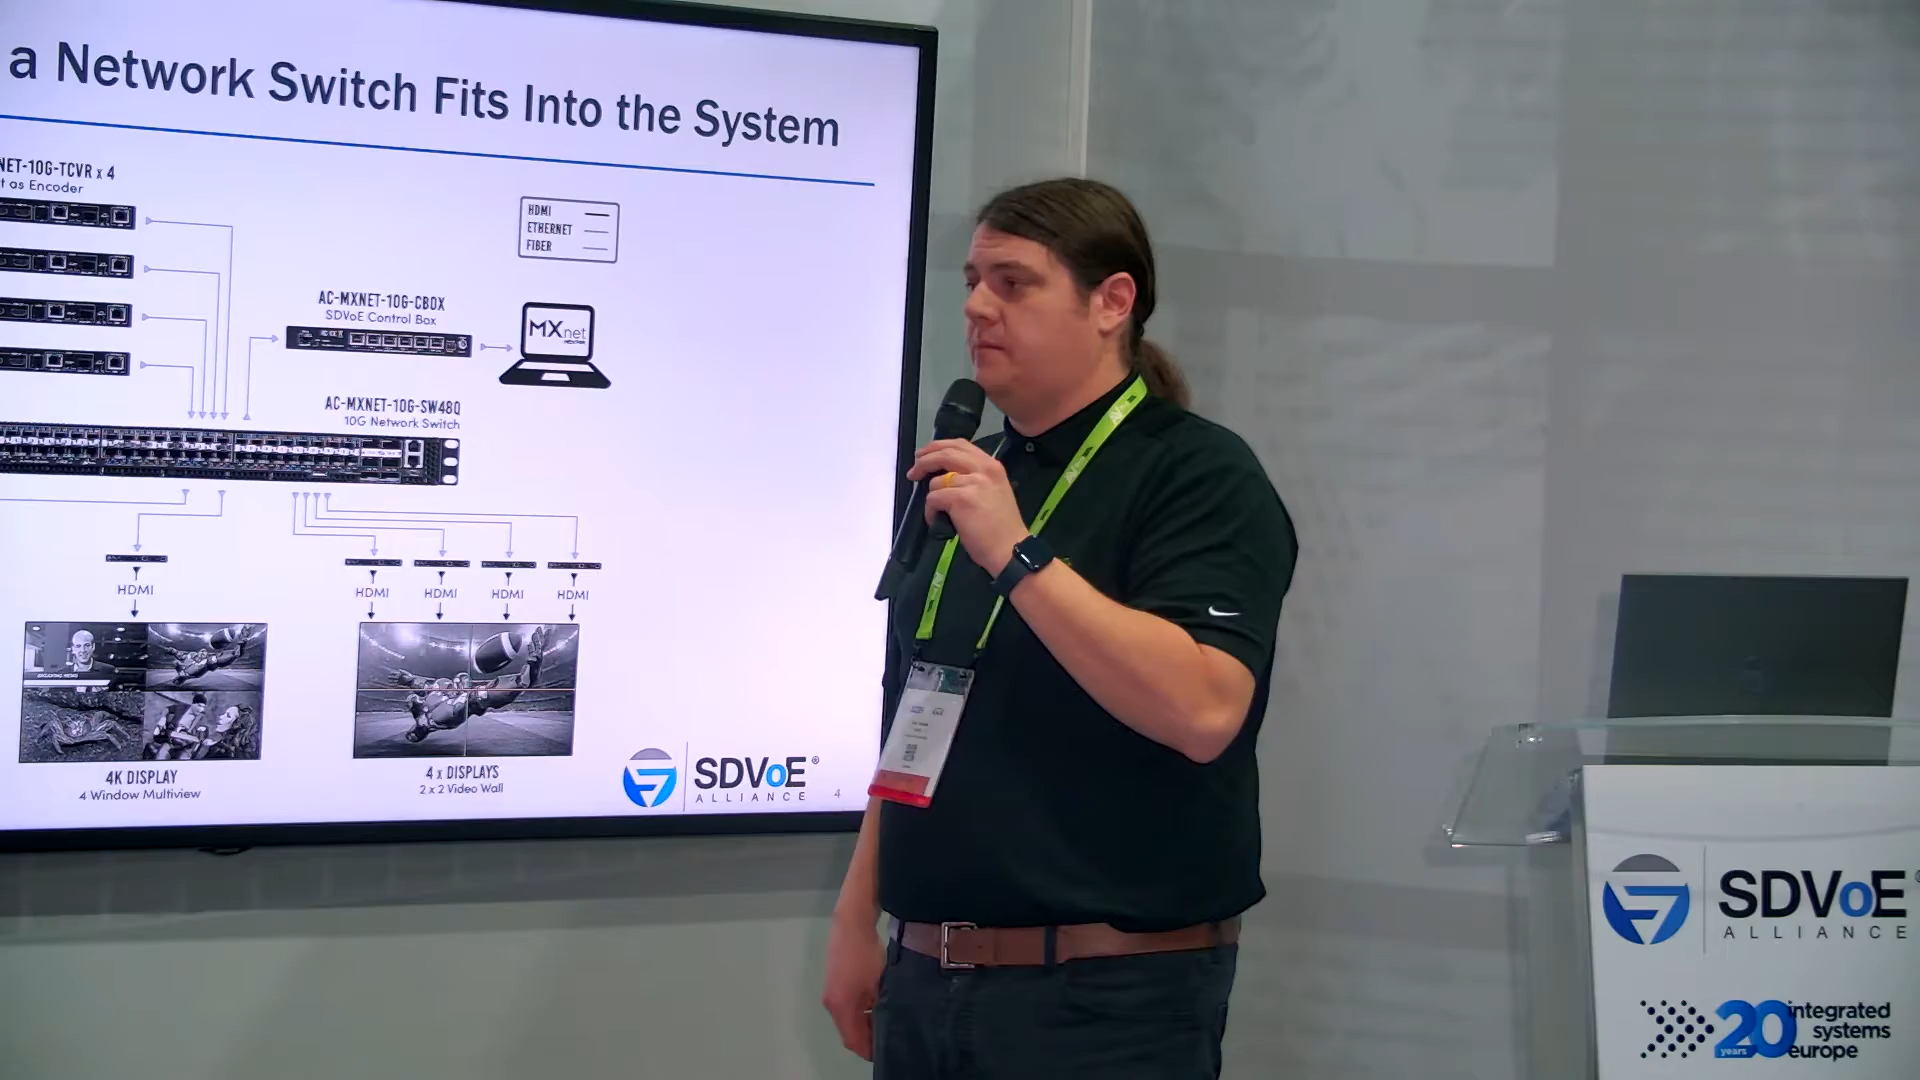 a Network Switch Fits Into the System
NET-10G-TCVR x 4
t as Encoder
HDMI
ETHERNET
FIBER
AC-MXNET-10G-CBOX
SDVoE Control Box
MXnet
AC-MXNET-10G-SW48Q
10G Network Switch
HDMI
HDMI
HDMI
HDMI
HDMI
BREAKING NEWS
4K DISPLAY
4 Window Multiview
4 x DISPLAYS
2 x 2 Video Wall
SDVoE®
ALLIANCE
4
SDVoE®
ALLIANCE
20
years
integrated
systems
europe